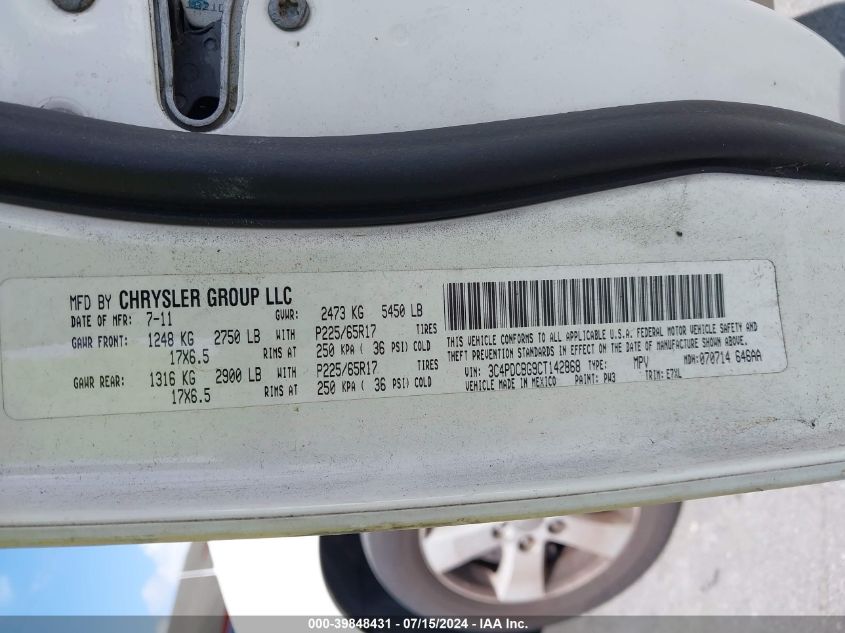 MFD BY CHRYSLER GROUP LLC
DATE OF MFR: 7-11 GVWR: 2473 KG 5450 LB
GAWR FRONT: 1248 KG 2750 LB WITH P225/65R17 TIRES
17X6.5 RIMS AT 250 KPA ( 36 PSI) COLD
GAWR REAR: 1316 KG 2900 LB WITH P225/65R17 TIRES
17X6.5 RIMS AT 250 KPA ( 36 PSI) COLD
THIS VEHICLE CONFORMS TO ALL APPLICABLE U.S.A. FEDERAL MOTOR VEHICLE SAFETY AND
THEFT PREVENTION STANDARDS IN EFFECT ON THE DATE OF MANUFACTURE SHOWN ABOVE.
VIN: 3C4PDCBG9CT142868 TYPE: MPV MDH: 070714 646AA
VEHICLE MADE IN MEXICO PAINT: PW3 TRIM: E7XL
000-39848431 - 07/15/2024 - IAAI.com